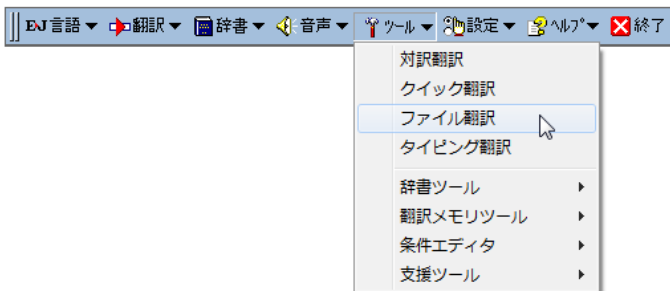 EAJ言語 翻訳 辞書 音声 ツール 設定 ヘルプ 終了
対訳翻訳
クイック翻訳
ファイル翻訳
タイピング翻訳
辞書ツール
翻訳メモリツール
条件エディタ
支援ツール